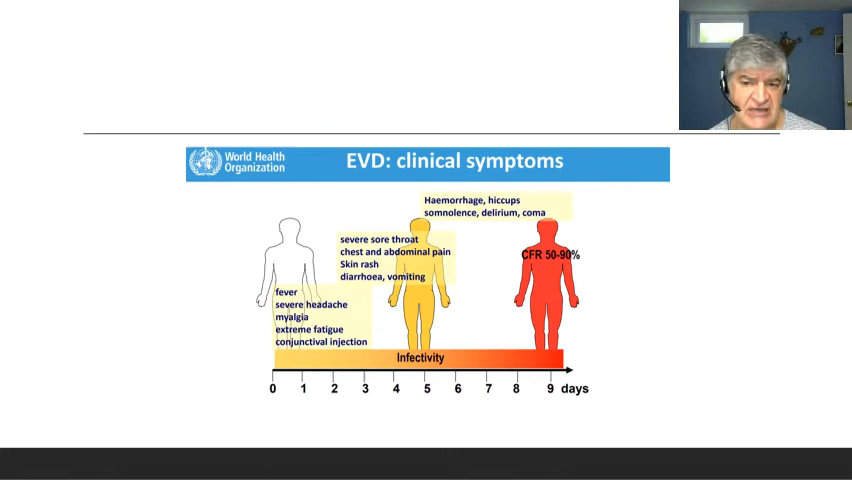 World Health
Organization
EVD: clinical symptoms
Haemorrhage, hiccups
somnolence, delirium, coma
severe sore throat
chest and abdominal pain
Skin rash
diarrhoea, vomiting
CFR 50-90%
fever
severe headache
myalgia
extreme fatigue
conjunctival injection
Infectivity
0 1 2 3 4 5 6 7 8 9 days